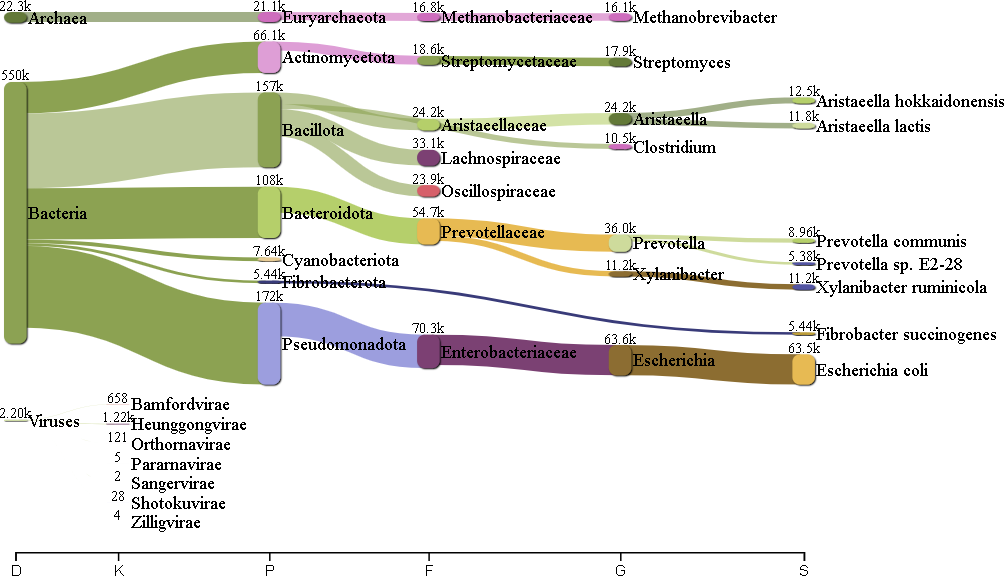 22.3k
Archaea
21.1k
Euryarchaeota
16.8k
Methanobacteriaceae
16.1k
Methanobrevibacter
66.1k
Actinomycetota
18.6k
Streptomycetaceae
17.9k
Streptomyces
550k
Bacteria
157k
Bacillota
24.2k
Aristaeellaceae
24.2k
Aristaeella
12.5k
Aristaeella hokkaidonensis
11.8k
Aristaeella lactis
33.1k
Lachnospiraceae
10.5k
Clostridium
23.9k
Oscillospiraceae
108k
Bacteroidota
54.7k
Prevotellaceae
36.0k
Prevotella
8.96k
Prevotella communis
5.38k
Prevotella sp. E2-28
11.2k
Xylanibacter
11.2k
Xylanibacter ruminicola
7.64k
Cyanobacteriota
5.44k
Fibrobacterota
5.44k
Fibrobacter succinogenes
172k
Pseudomonadota
70.3k
Enterobacteriaceae
63.6k
Escherichia
63.5k
Escherichia coli
2.20k
Viruses
658
Bamfordvirae
1.22k
Heunggongvirae
121
Orthornavirae
5
Pararnavirae
2
Sangervirae
28
Shotokuvirae
4
Zilligvirae
D K P F G S